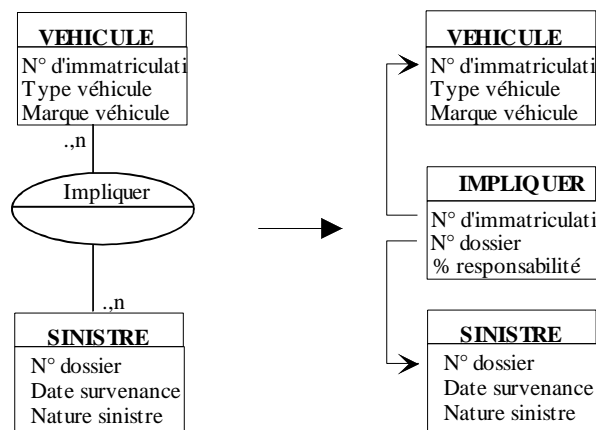 VEHICULE
N° d'immatriculati
Type véhicule
Marque véhicule
.,n
Impliquer
.,n
SINISTRE
N° dossier
Date survenance
Nature sinistre
VEHICULE
N° d'immatriculati
Type véhicule
Marque véhicule
IMPLIQUER
N° d'immatriculati
N° dossier
% responsabilité
SINISTRE
N° dossier
Date survenance
Nature sinistre